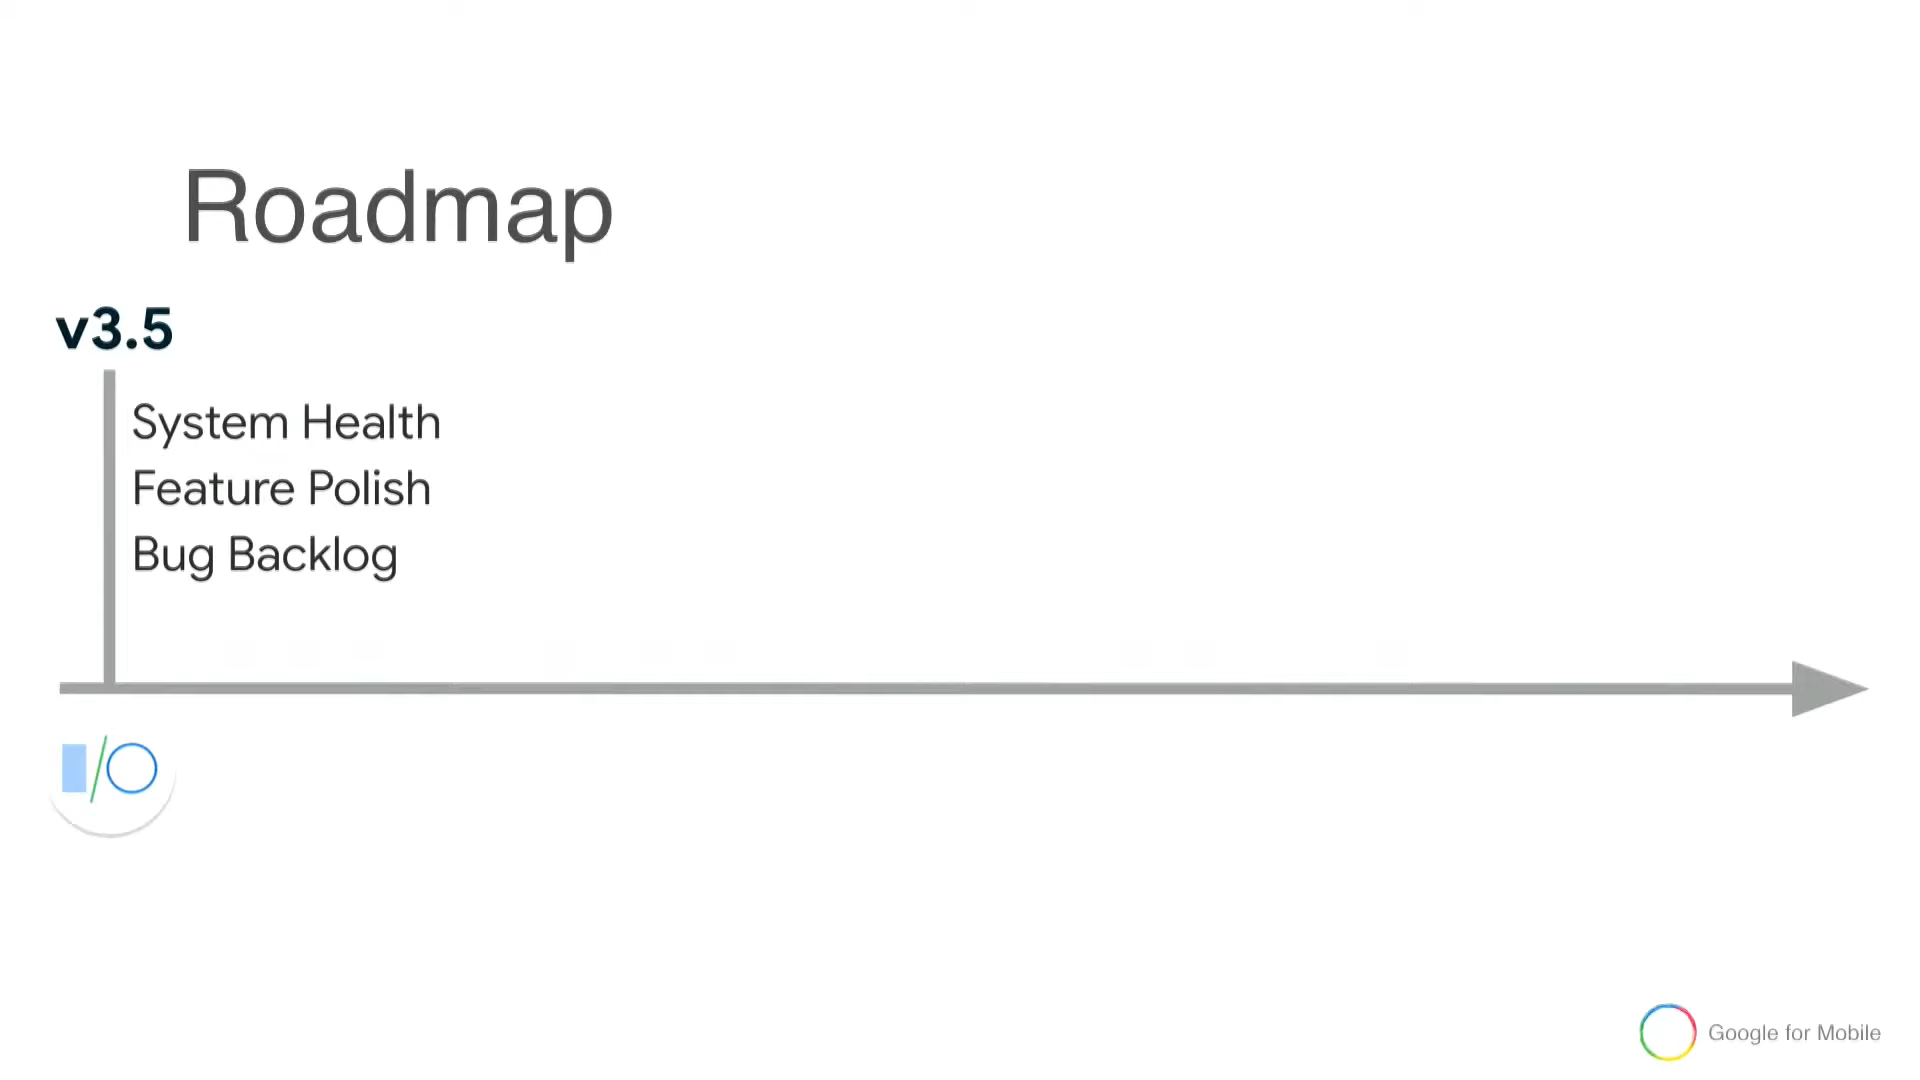 Roadmap
v3.5
System Health
Feature Polish
Bug Backlog
I/O
Google for Mobile